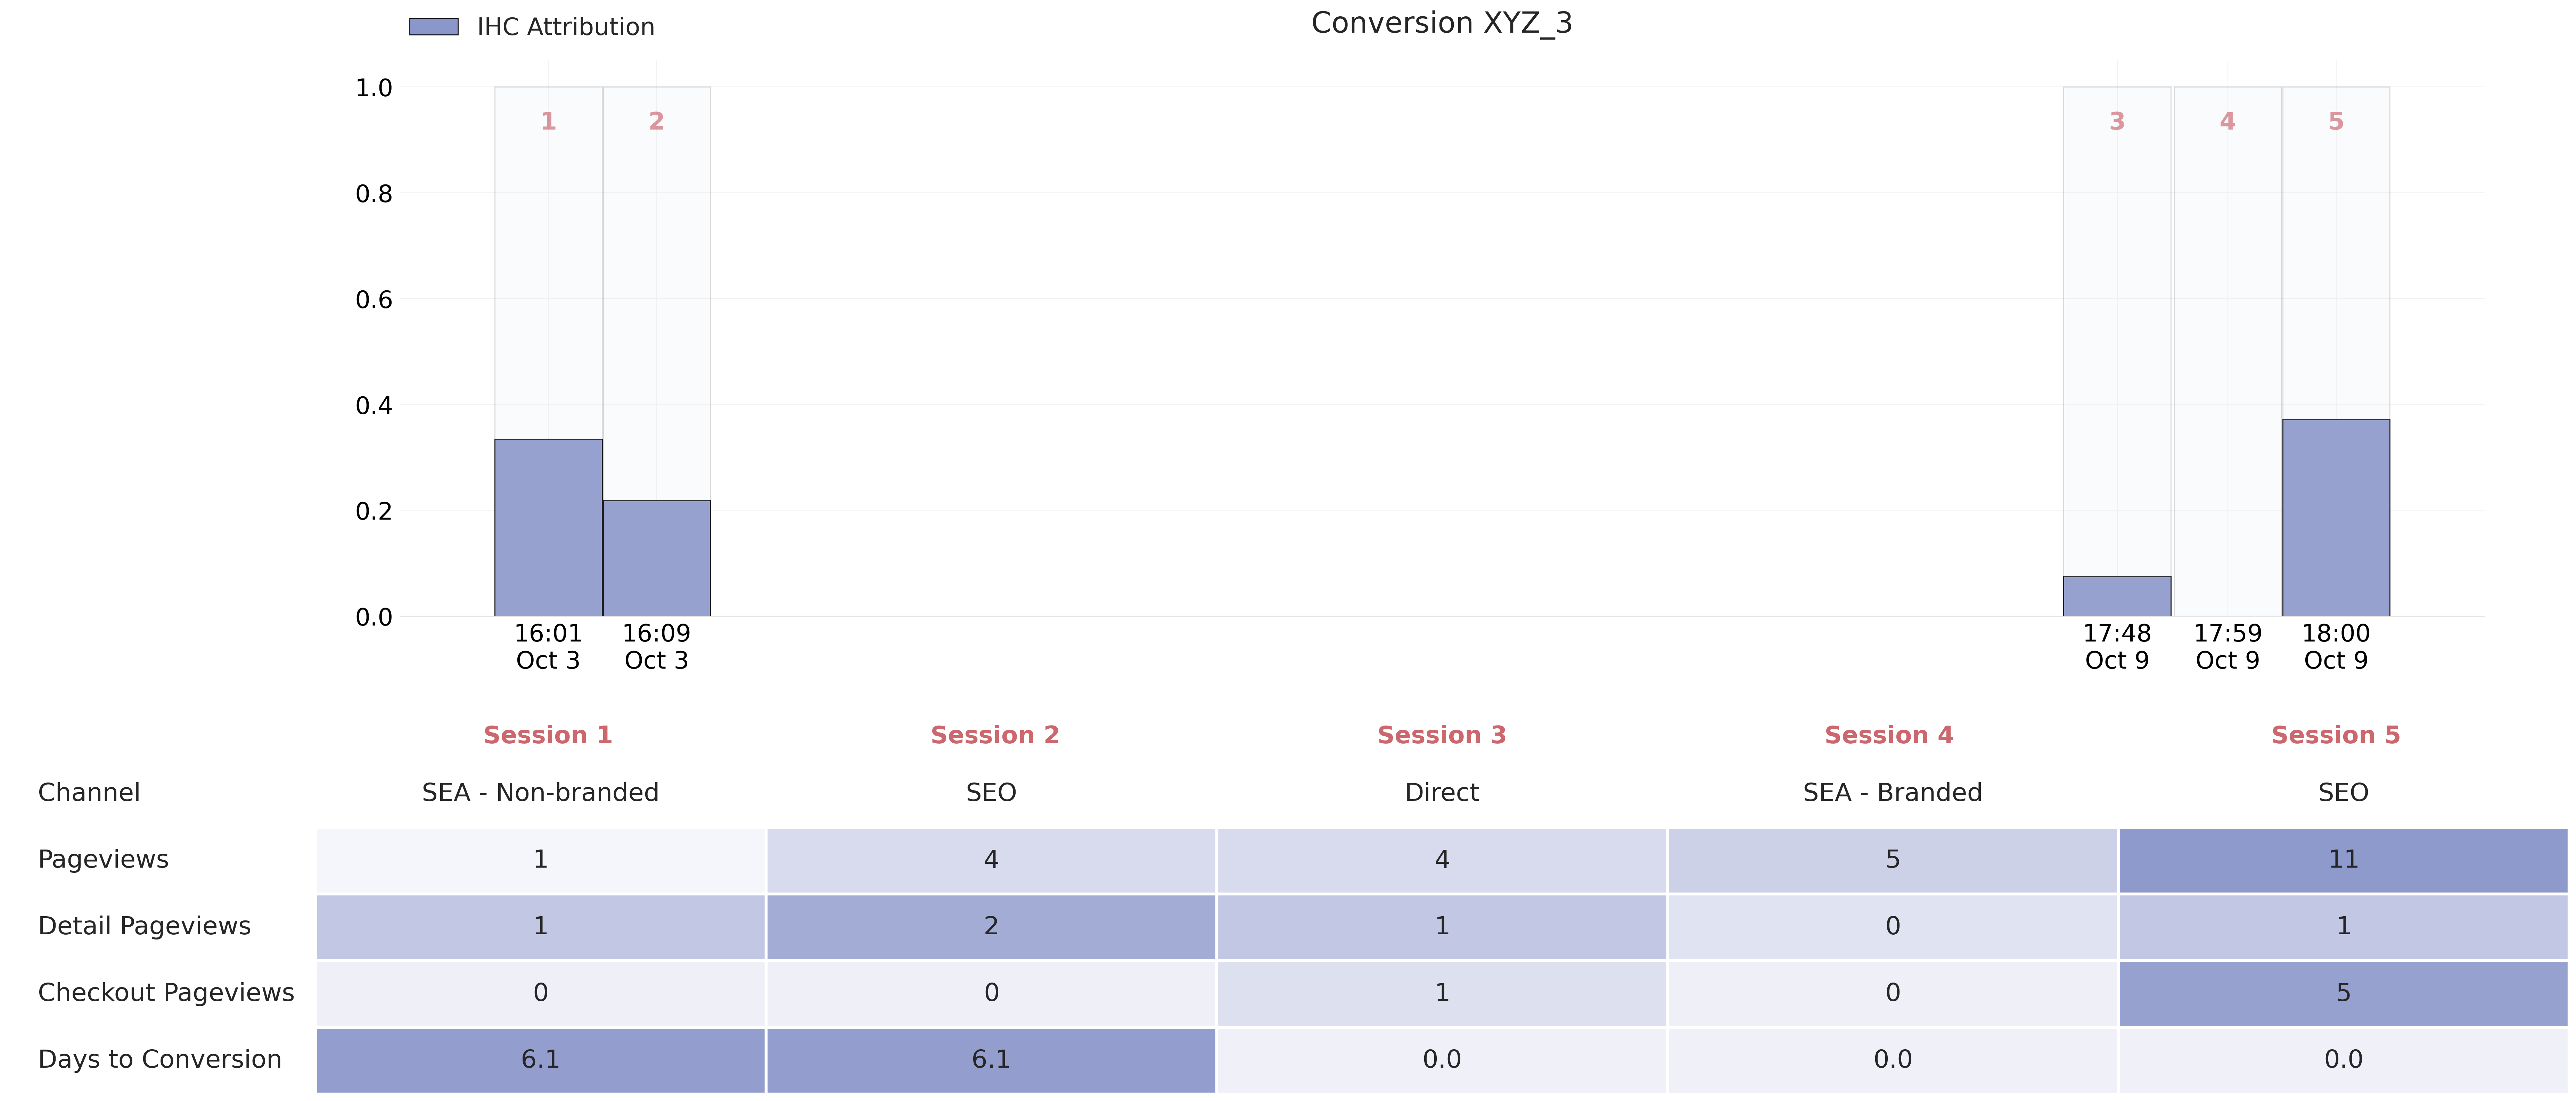 IHC Attribution
Conversion XYZ_3
1.0
0.8
0.6
0.4
0.2
0.0
1 2 3 4 5
16:01 16:09 17:48 17:59 18:00
Oct 3 Oct 3 Oct 9 Oct 9 Oct 9
Session 1 Session 2 Session 3 Session 4 Session 5
Channel SEA - Non-branded SEO Direct SEA - Branded SEO
Pageviews 1 4 4 5 11
Detail Pageviews 1 2 1 0 1
Checkout Pageviews 0 0 1 0 5
Days to Conversion 6.1 6.1 0.0 0.0 0.0